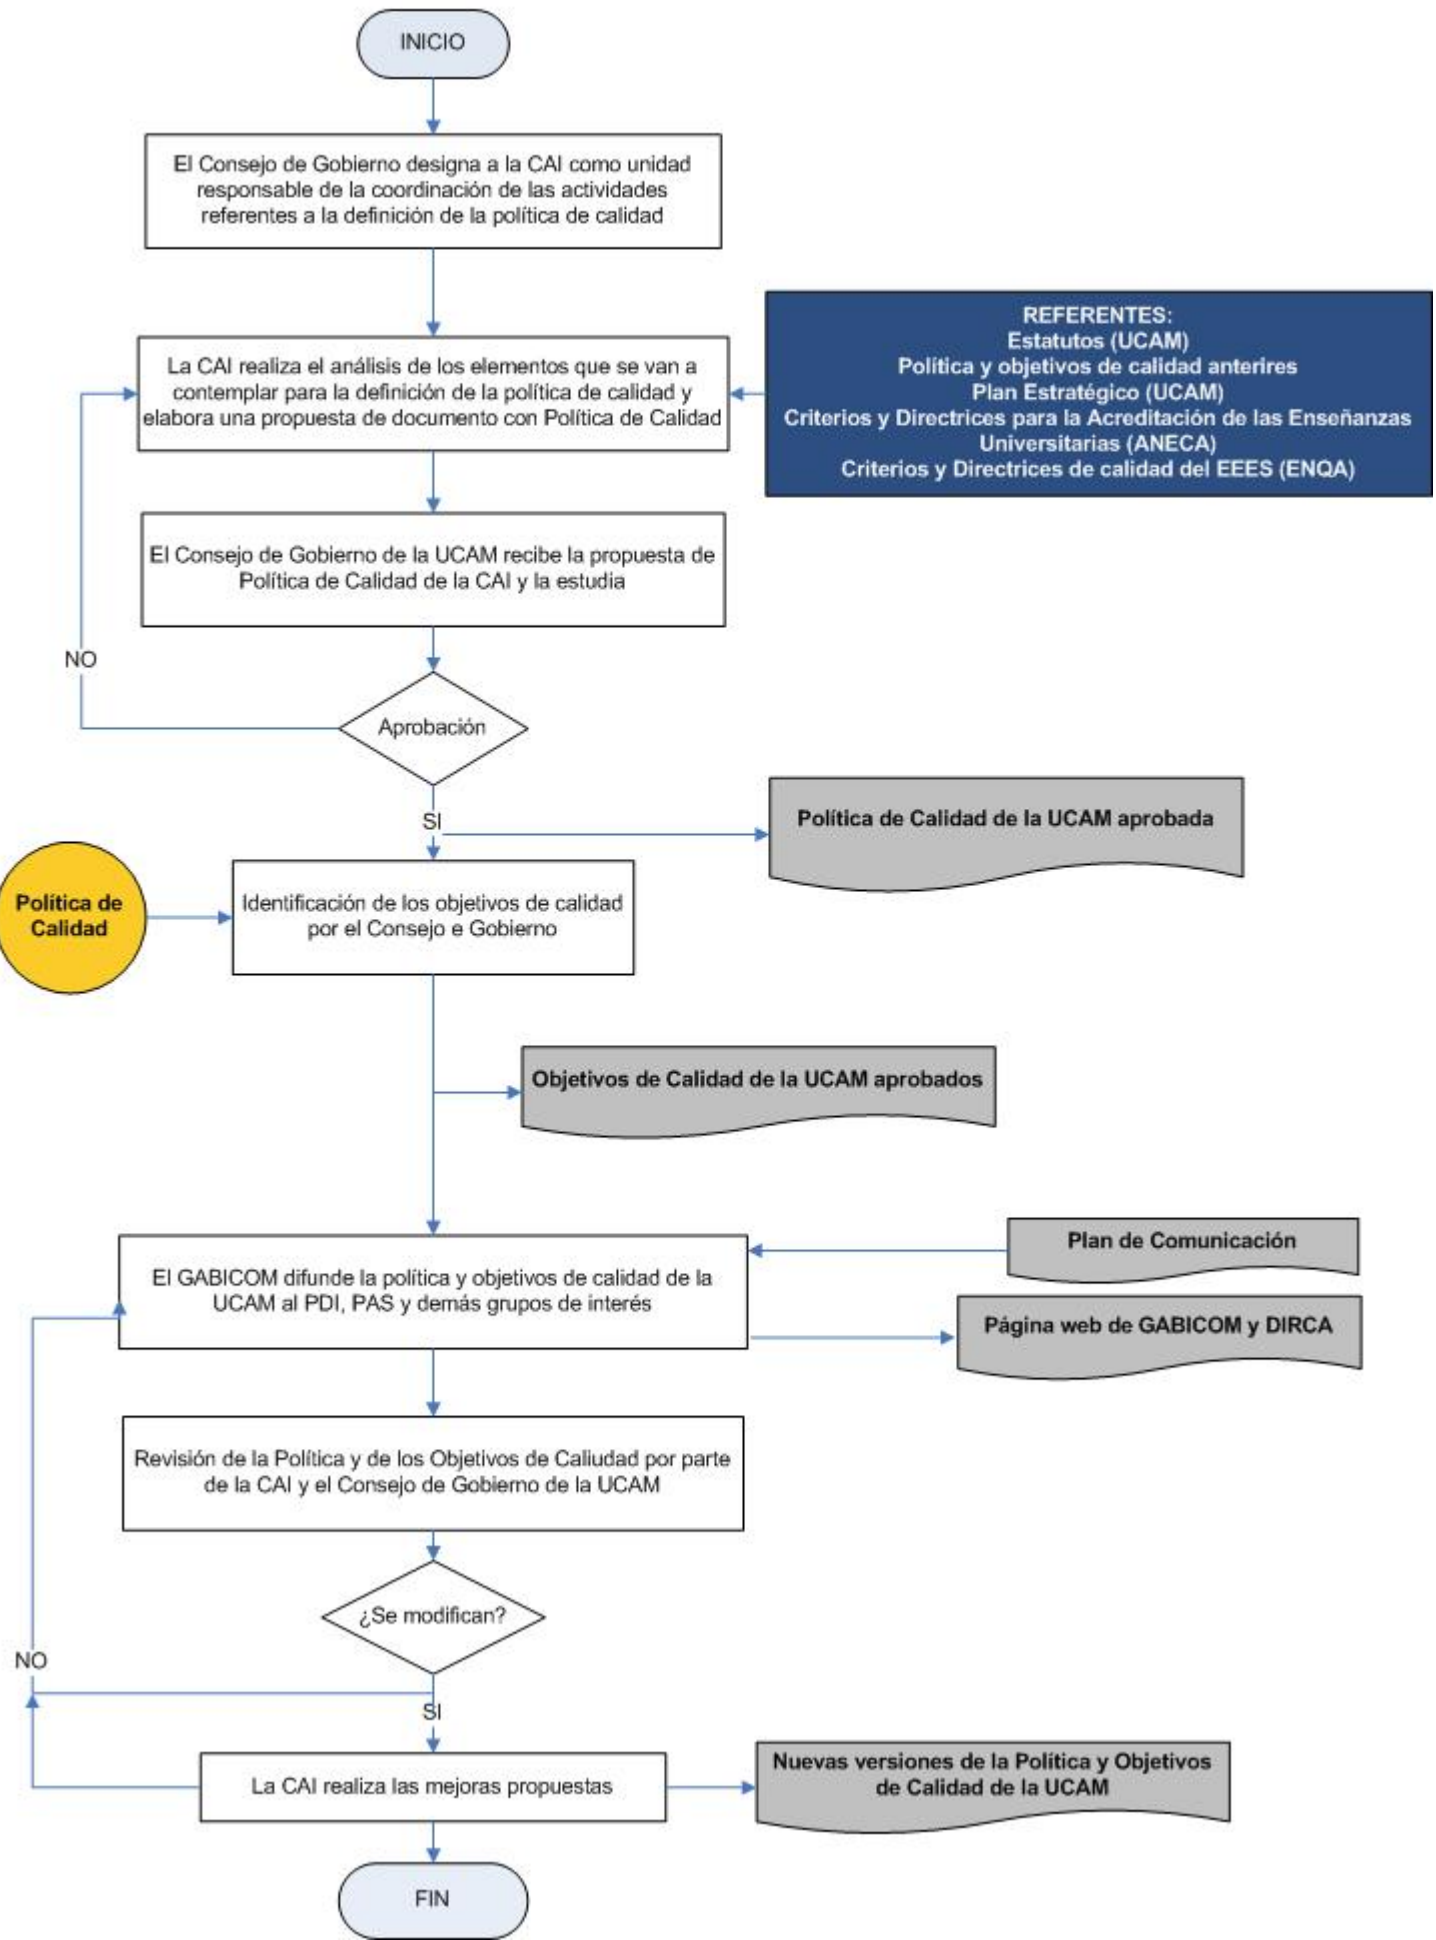 INICIO
El Consejo de Gobierno designa a la CAI como unidad
responsable de la coordinación de las actividades
referentes a la definición de la política de calidad
REFERENTES:
Estatutos (UCAM)
Política y objetivos de calidad anterires
Plan Estratégico (UCAM)
Criterios y Directrices para la Acreditación de las Enseñanzas
Universitarias (ANECA)
Criterios y Directrices de calidad del EEES (ENQA)
La CAI realiza el análisis de los elementos que se van a
contemplar para la definición de la política de calidad y
elabora una propuesta de documento con Política de Calidad
El Consejo de Gobierno de la UCAM recibe la propuesta de
Política de Calidad de la CAI y la estudia
NO
Aprobación
SI
Política de Calidad de la UCAM aprobada
Política de
Calidad
Identificación de los objetivos de calidad
por el Consejo e Gobierno
Objetivos de Calidad de la UCAM aprobados
Plan de Comunicación
El GABICOM difunde la política y objetivos de calidad de la
UCAM al PDI, PAS y demás grupos de interés
Página web de GABICOM y DIRCA
Revisión de la Política y de los Objetivos de Caliudad por parte
de la CAI y el Consejo de Gobierno de la UCAM
¿Se modifican?
NO
SI
La CAI realiza las mejoras propuestas
Nuevas versiones de la Política y Objetivos
de Calidad de la UCAM
FIN